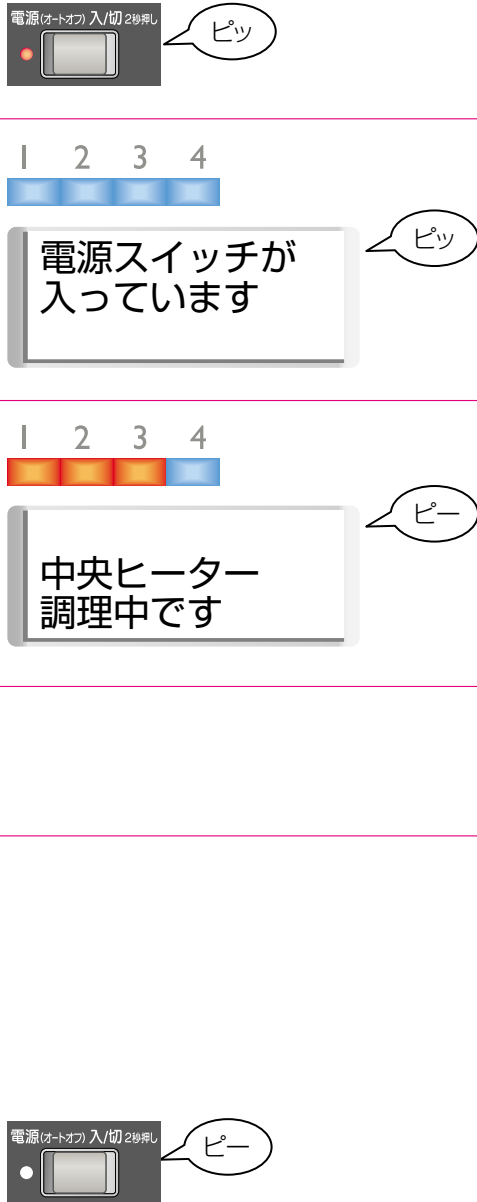 電源(オートオフ) 入/切 2秒押し
ピッ
1 2 3 4
ピッ
電源スイッチが
入っています
1 2 3 4
ピー
中央ヒーター
調理中です
電源(オートオフ) 入/切 2秒押し
ピー